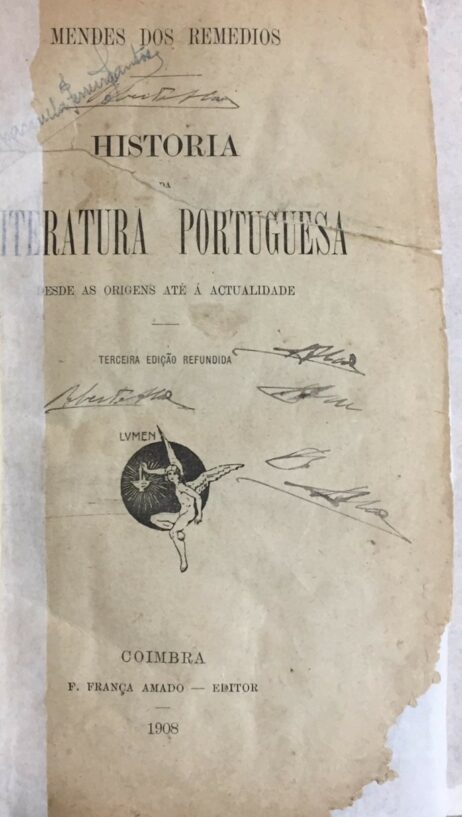 MENDES DOS REMEDIOS
HISTORIA
DA
ITERATURA PORTUGUESA
DESDE AS ORIGENS ATÉ Á ACTUALIDADE
TERCEIRA EDIÇÃO REFUNDIDA
LVMEN
COIMBRA
F. FRANÇA AMADO — EDITOR
1908